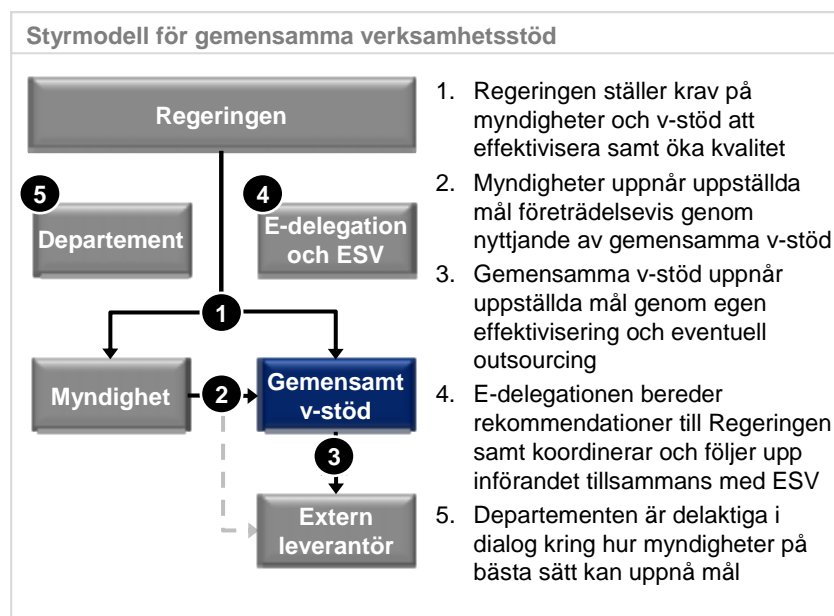 Styrmodell för gemensamma verksamhetsstöd
Regeringen
5
Departement
4
E-delegation
och ESV
1
Myndighet
2
Gemensamt
v-stöd
3
Extern
leverantör
1. Regeringen ställer krav på
myndigheter och v-stöd att
effektivisera samt öka kvalitet
2. Myndigheter uppnår uppställda
mål företrädelsevis genom
nyttjande av gemensamma v-stöd
3. Gemensamma v-stöd uppnår
uppställda mål genom egen
effektivisering och eventuell
outsourcing
4. E-delegationen bereder
rekommendationer till Regeringen
samt koordinerar och följer upp
införandet tillsammans med ESV
5. Departementen är delaktiga i
dialog kring hur myndigheter på
bästa sätt kan uppnå mål